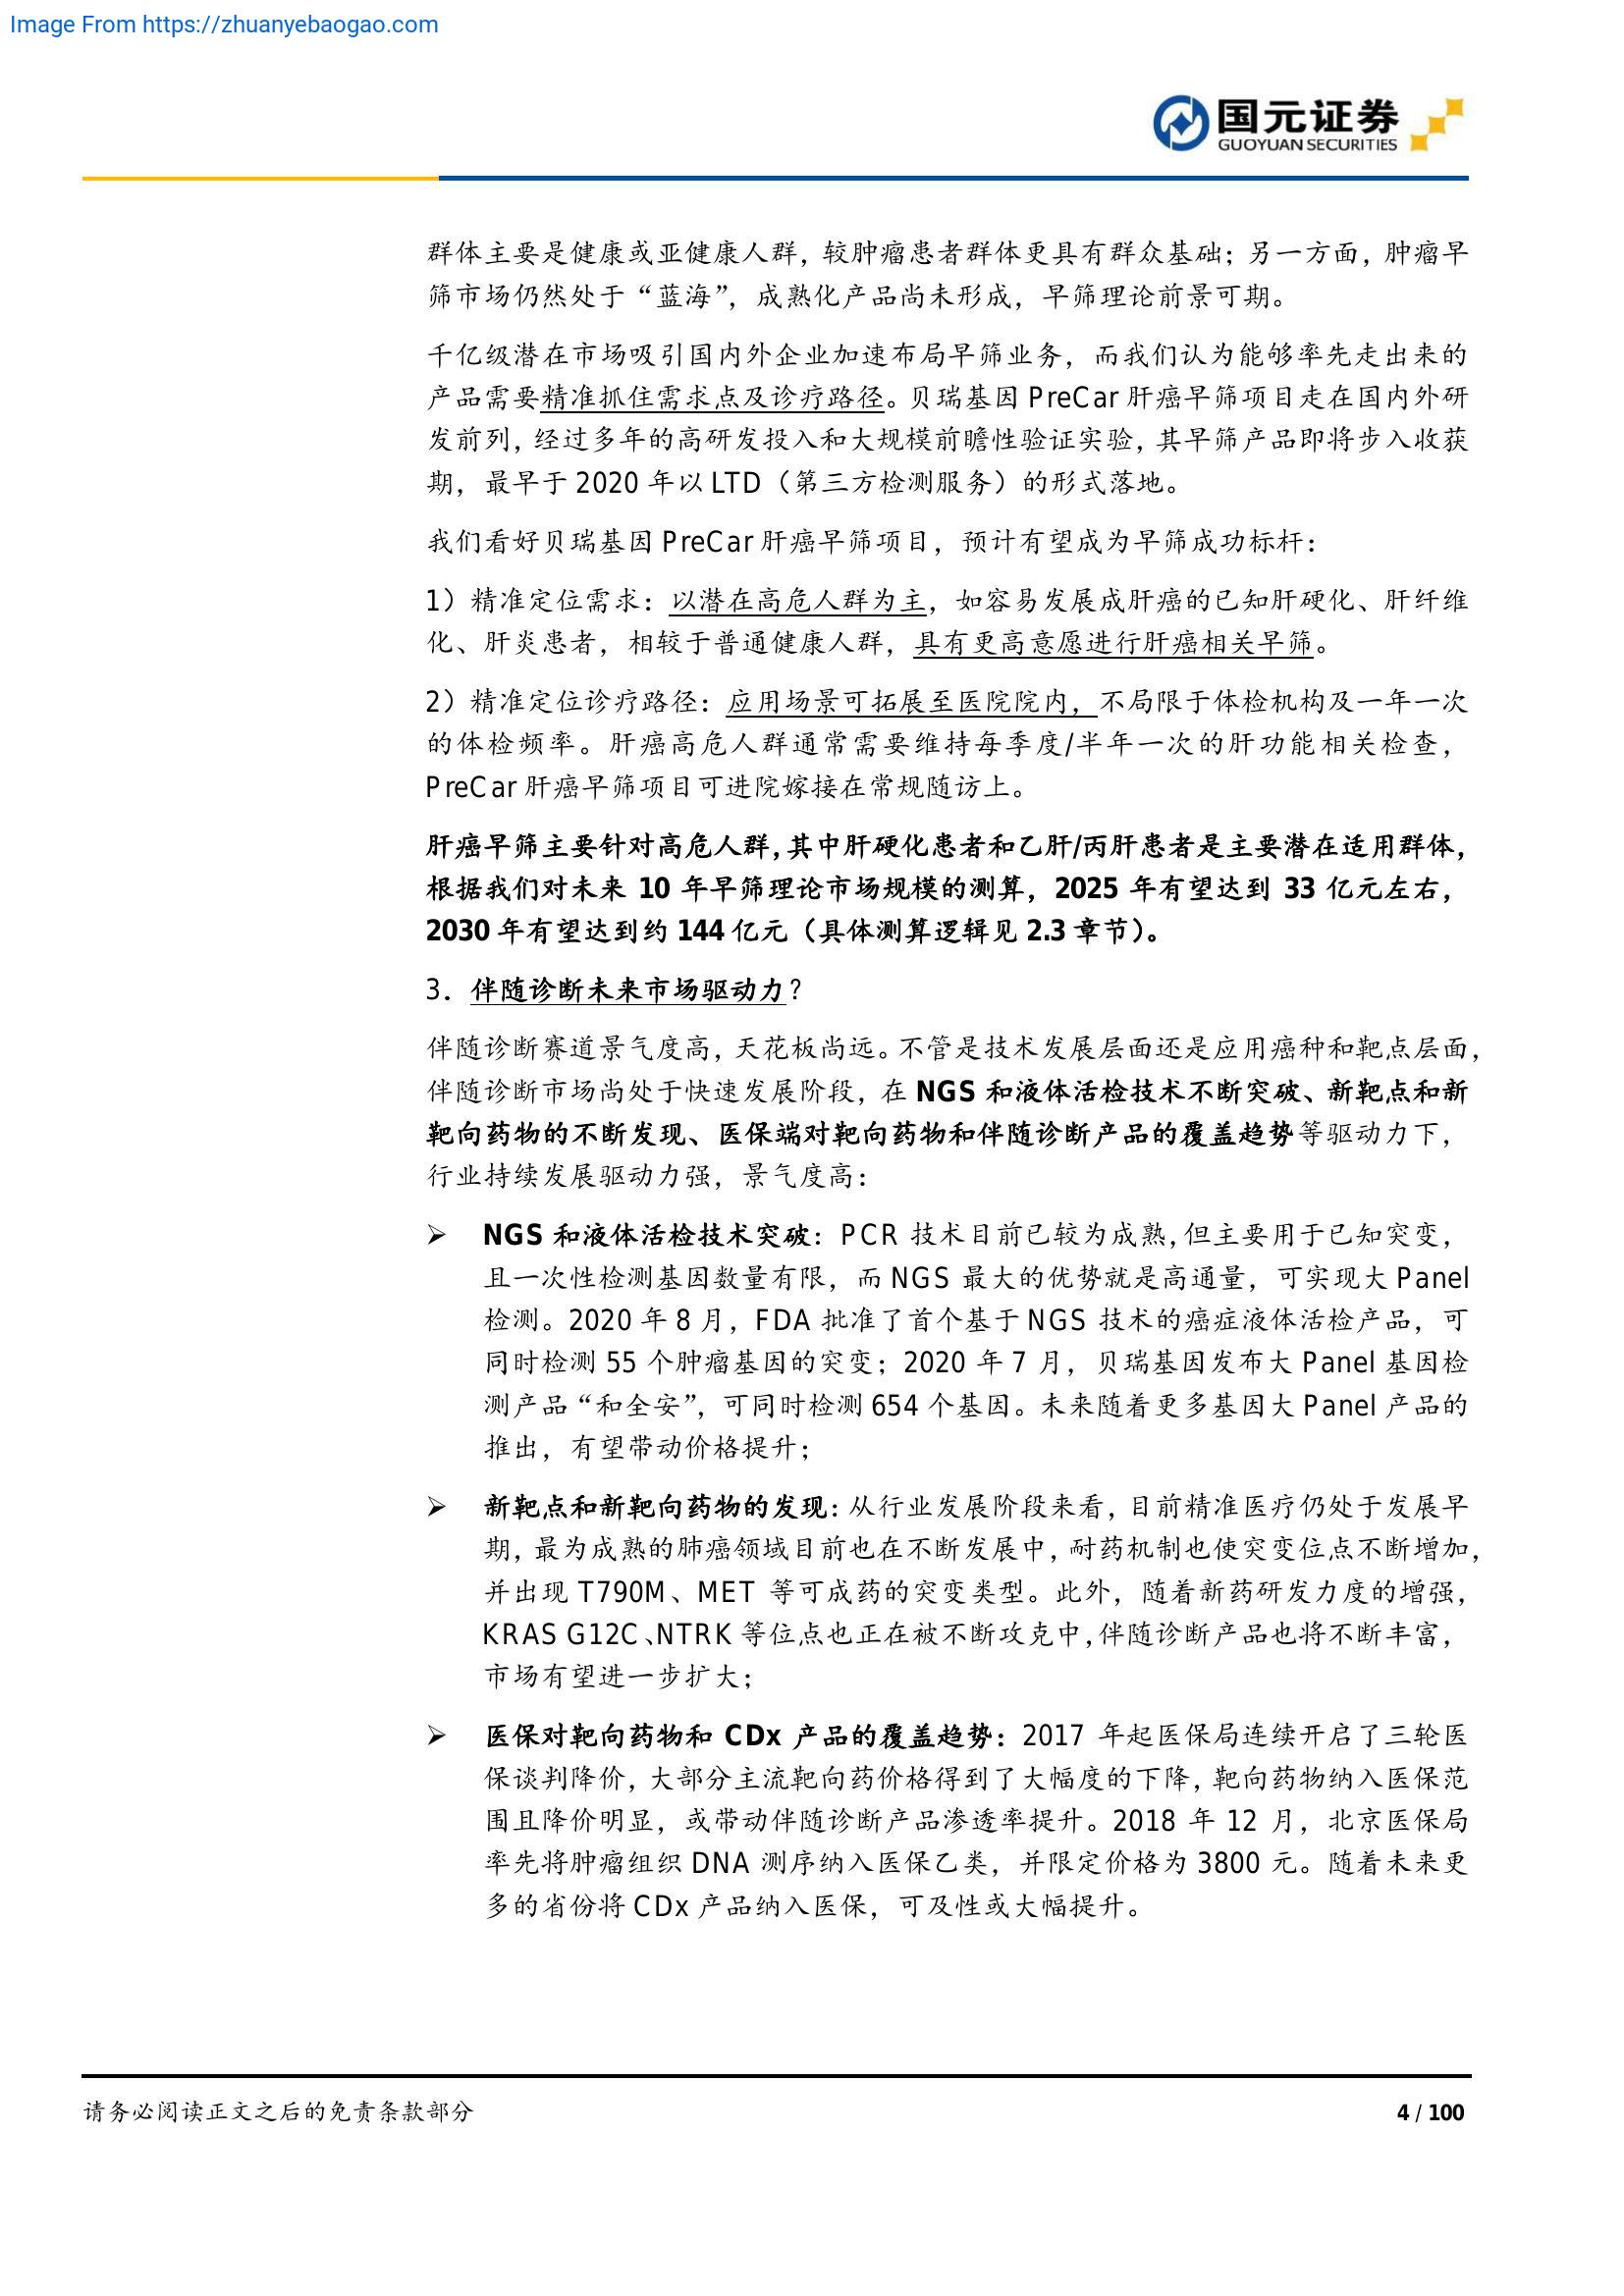 Image From https://zhuanyebaogao.com
国元证券
GUOYUAN SECURITIES
群体主要是健康或亚健康人群，较肿瘤患者群体更具有群众基础；另一方面，肿瘤早
筛市场仍然处于“蓝海”，成熟化产品尚未形成，早筛理论前景可期。
千亿级潜在市场吸引国内外企业加速布局早筛业务，而我们认为能够率先走出来的
产品需要精准抓住需求点及诊疗路径。贝瑞基因 PreCar 肝癌早筛项目走在国内外研
发前列，经过多年的高研发投入和大规模前瞻性验证实验，其早筛产品即将步入收获
期，最早于 2020 年以 LTD（第三方检测服务）的形式落地。
我们看好贝瑞基因 PreCar 肝癌早筛项目，预计有望成为早筛成功标杆：
1）精准定位需求：以潜在高危人群为主，如容易发展成肝癌的已知肝硬化、肝纤维
化、肝炎患者，相较于普通健康人群，具有更高意愿进行肝癌相关早筛。
2）精准定位诊疗路径：应用场景可拓展至医院院内，不局限于体检机构及一年一次
的体检频率。肝癌高危人群通常需要维持每季度/半年一次的肝功能相关检查，
PreCar 肝癌早筛项目可进院嫁接在常规随访上。
肝癌早筛主要针对高危人群，其中肝硬化患者和乙肝/丙肝患者是主要潜在适用群体，
根据我们对未来 10 年早筛理论市场规模的测算，2025 年有望达到 33 亿元左右，
2030 年有望达到约 144 亿元（具体测算逻辑见 2.3 章节）。
3．伴随诊断未来市场驱动力？
伴随诊断赛道景气度高，天花板尚远。不管是技术发展层面还是应用癌种和靶点层面，
伴随诊断市场尚处于快速发展阶段，在 NGS 和液体活检技术不断突破、新靶点和新
靶向药物的不断发现、医保端对靶向药物和伴随诊断产品的覆盖趋势等驱动力下，
行业持续发展驱动力强，景气度高：
➢ NGS 和液体活检技术突破：PCR 技术目前已较为成熟，但主要用于已知突变，
且一次性检测基因数量有限，而 NGS 最大的优势就是高通量，可实现大 Panel
检测。2020 年 8 月，FDA 批准了首个基于 NGS 技术的癌症液体活检产品，可
同时检测 55 个肿瘤基因的突变；2020 年 7 月，贝瑞基因发布大 Panel 基因检
测产品“和全安”，可同时检测 654 个基因。未来随着更多基因大 Panel 产品的
推出，有望带动价格提升；
➢ 新靶点和新靶向药物的发现：从行业发展阶段来看，目前精准医疗仍处于发展早
期，最为成熟的肺癌领域目前也在不断发展中，耐药机制也使突变位点不断增加，
并出现 T790M、MET 等可成药的突变类型。此外，随着新药研发力度的增强，
KRAS G12C、NTRK 等位点也正在被不断攻克中，伴随诊断产品也将不断丰富，
市场有望进一步扩大；
➢ 医保对靶向药物和 CDx 产品的覆盖趋势：2017 年起医保局连续开启了三轮医
保谈判降价，大部分主流靶向药价格得到了大幅度的下降，靶向药物纳入医保范
围且降价明显，或带动伴随诊断产品渗透率提升。2018 年 12 月，北京医保局
率先将肿瘤组织 DNA 测序纳入医保乙类，并限定价格为 3800 元。随着未来更
多的省份将 CDx 产品纳入医保，可及性或大幅提升。
请务必阅读正文之后的免责条款部分
4 / 100